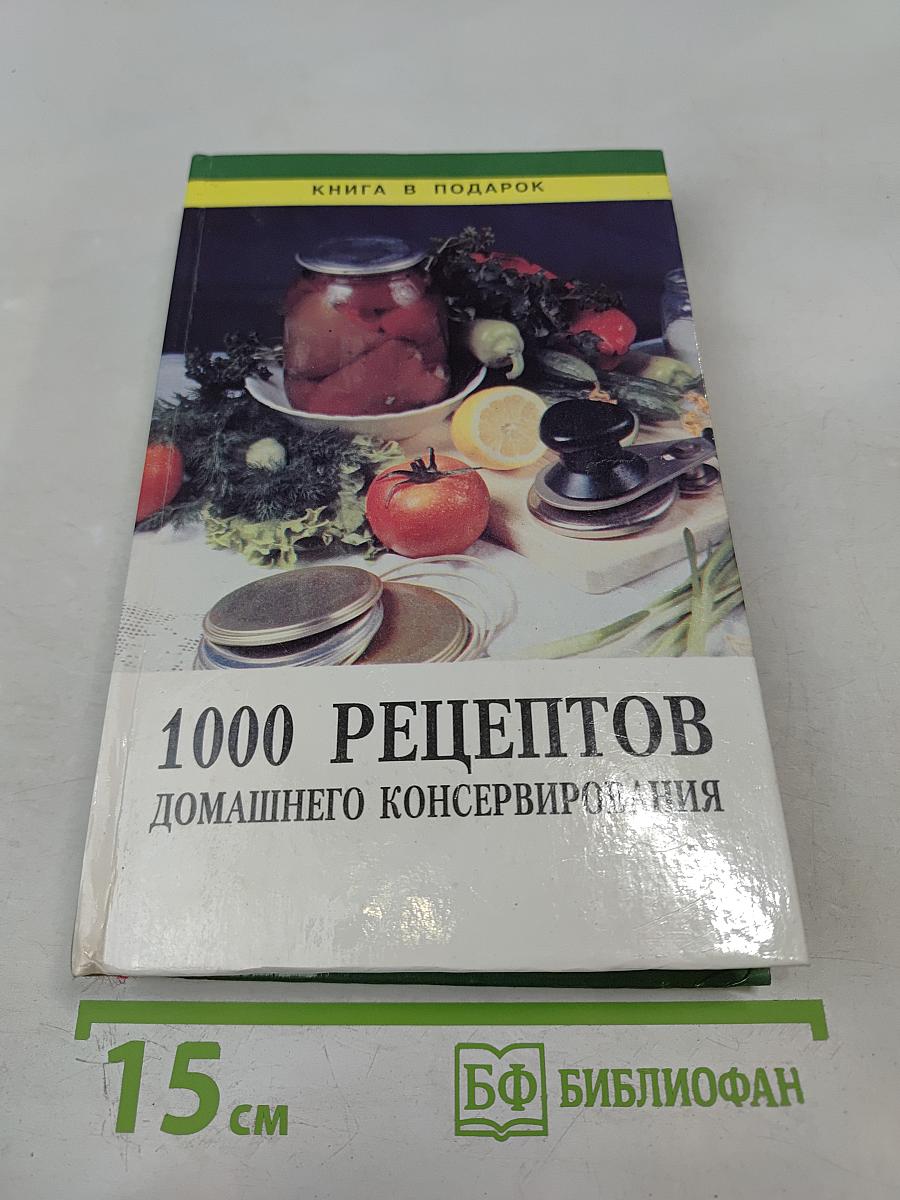 КНИГА В ПОДАРОК
1000 РЕЦЕПТОВ
ДОМАШНЕГО КОНСЕРВИРОВАНИЯ
15 см
БФ БИБЛИОФАН